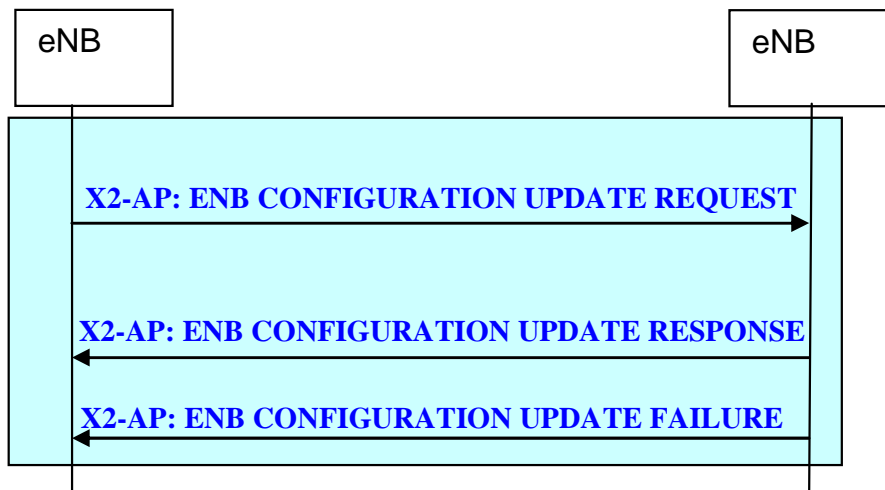 eNB
eNB
X2-AP: ENB CONFIGURATION UPDATE REQUEST
X2-AP: ENB CONFIGURATION UPDATE RESPONSE
X2-AP: ENB CONFIGURATION UPDATE FAILURE